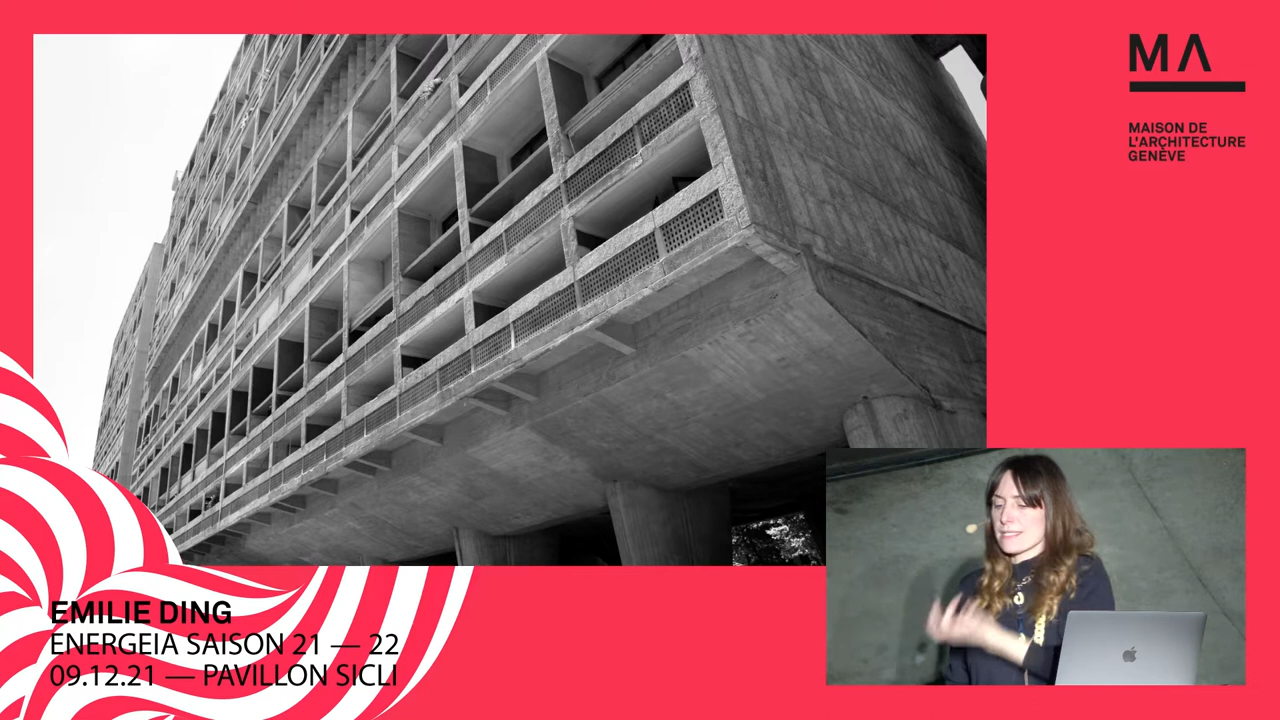 MA
MAISON DE
L'ARCHITECTURE
GENÈVE
EMILIE DING
ENERGEIA SAISON 21 — 22
09.12.21 — PAVILLON SICLI